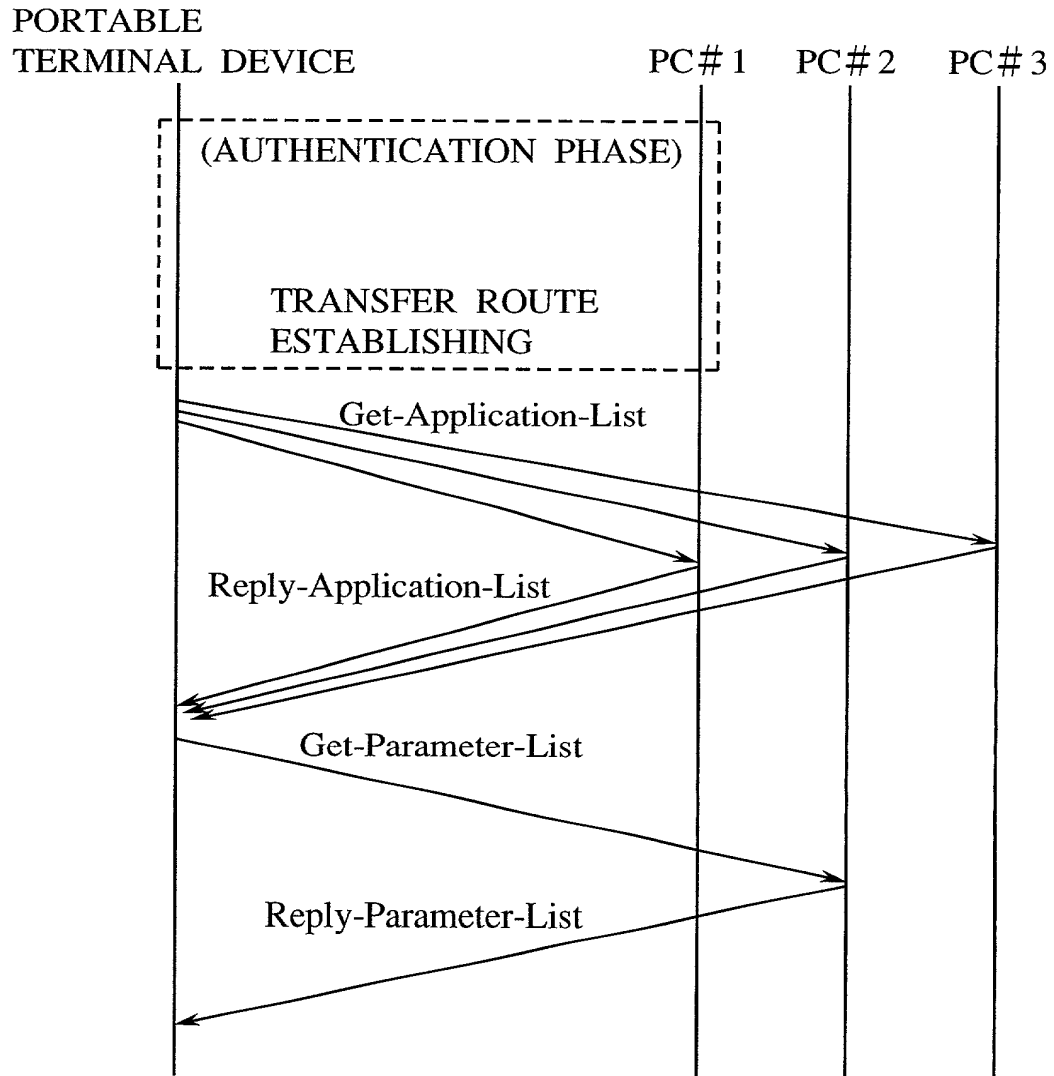 PORTABLE
TERMINAL DEVICE
PC#1
PC#2
PC#3
(AUTHENTICATION PHASE)
TRANSFER ROUTE
ESTABLISHING
Get-Application-List
Reply-Application-List
Get-Parameter-List
Reply-Parameter-List